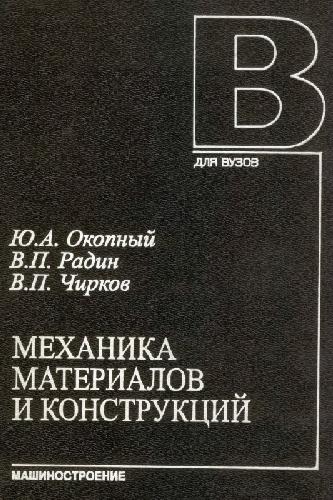 В
ДЛЯ ВУЗОВ
Ю.А. Окопный
В.П. Радин
В.П. Чирков
МЕХАНИКА
МАТЕРИАЛОВ
И КОНСТРУКЦИЙ
МАШИНОСТРОЕНИЕ